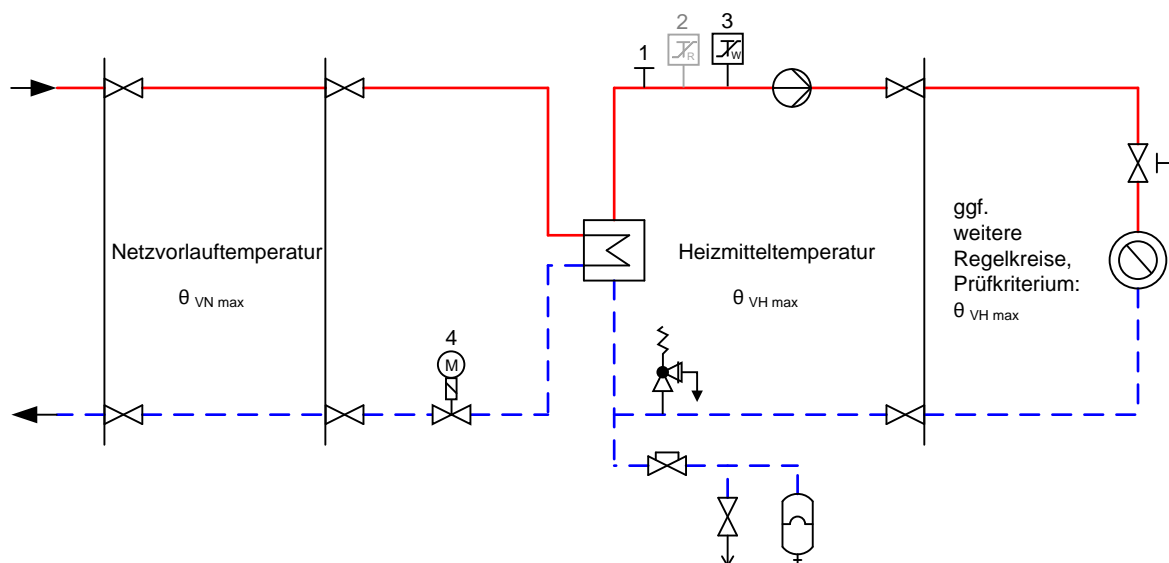 2
3
1
R
W
Netzvorlauftemperatur
θ VN max
Heizmitteltemperatur
θ VH max
ggf.
weitere
Regelkreise,
Prüfkriterium:
θ VH max
4
M